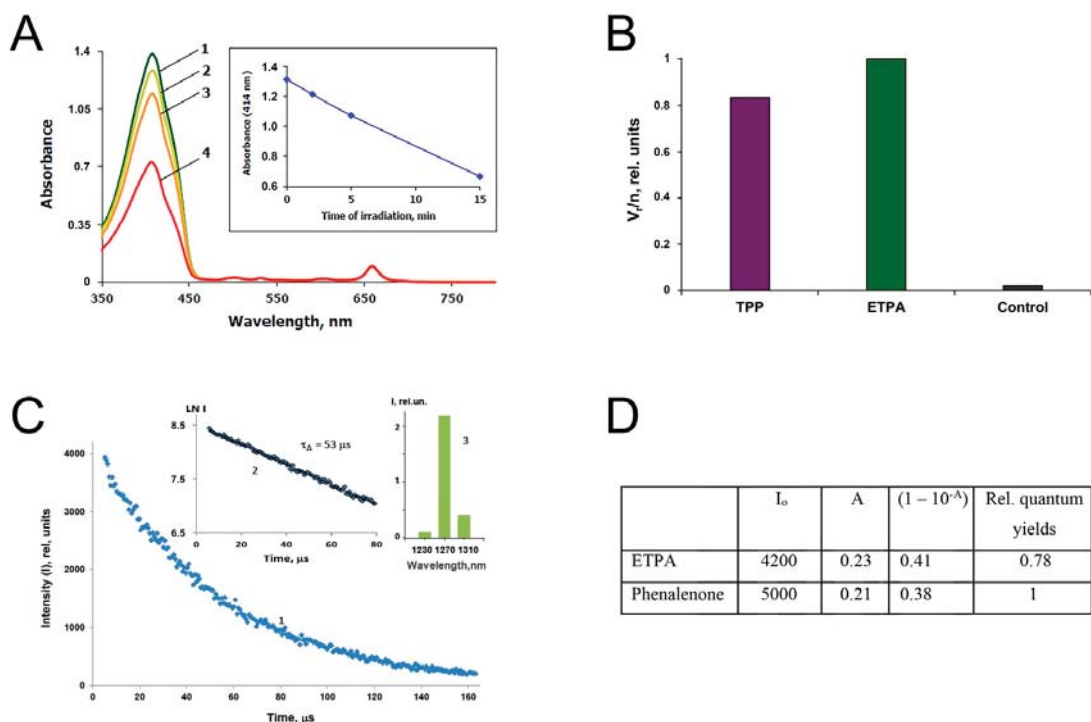 A
1.4
1.05
0.7
0.35
0
Absorbance
350
450
550
650
750
Wavelength, nm
1
2
3
4
1.4
1.2
1.0
0.8
0.6
Absorbance (414 nm )
0
5
10
15
Time of irradiation, min
B
1
0.8
0.6
0.4
0.2
0
Vr/n, rel. units
TPP
ETPA
Control
C
4000
3000
2000
1000
0
Intensity (I), rel, units
0
20
40
60
80
100
120
140
160
Time, µs
1
LN I
8.5
7.5
6.5
τΔ = 53 µs
2
0
20
40
60
80
Time, µs
I, rel.un.
2
1
0
3
1230 1270 1310
Wavelength,nm
D
Io A (1 – 10-A) Rel. quantum
yields
ETPA 4200 0.23 0.41 0.78
Phenalenone 5000 0.21 0.38 1